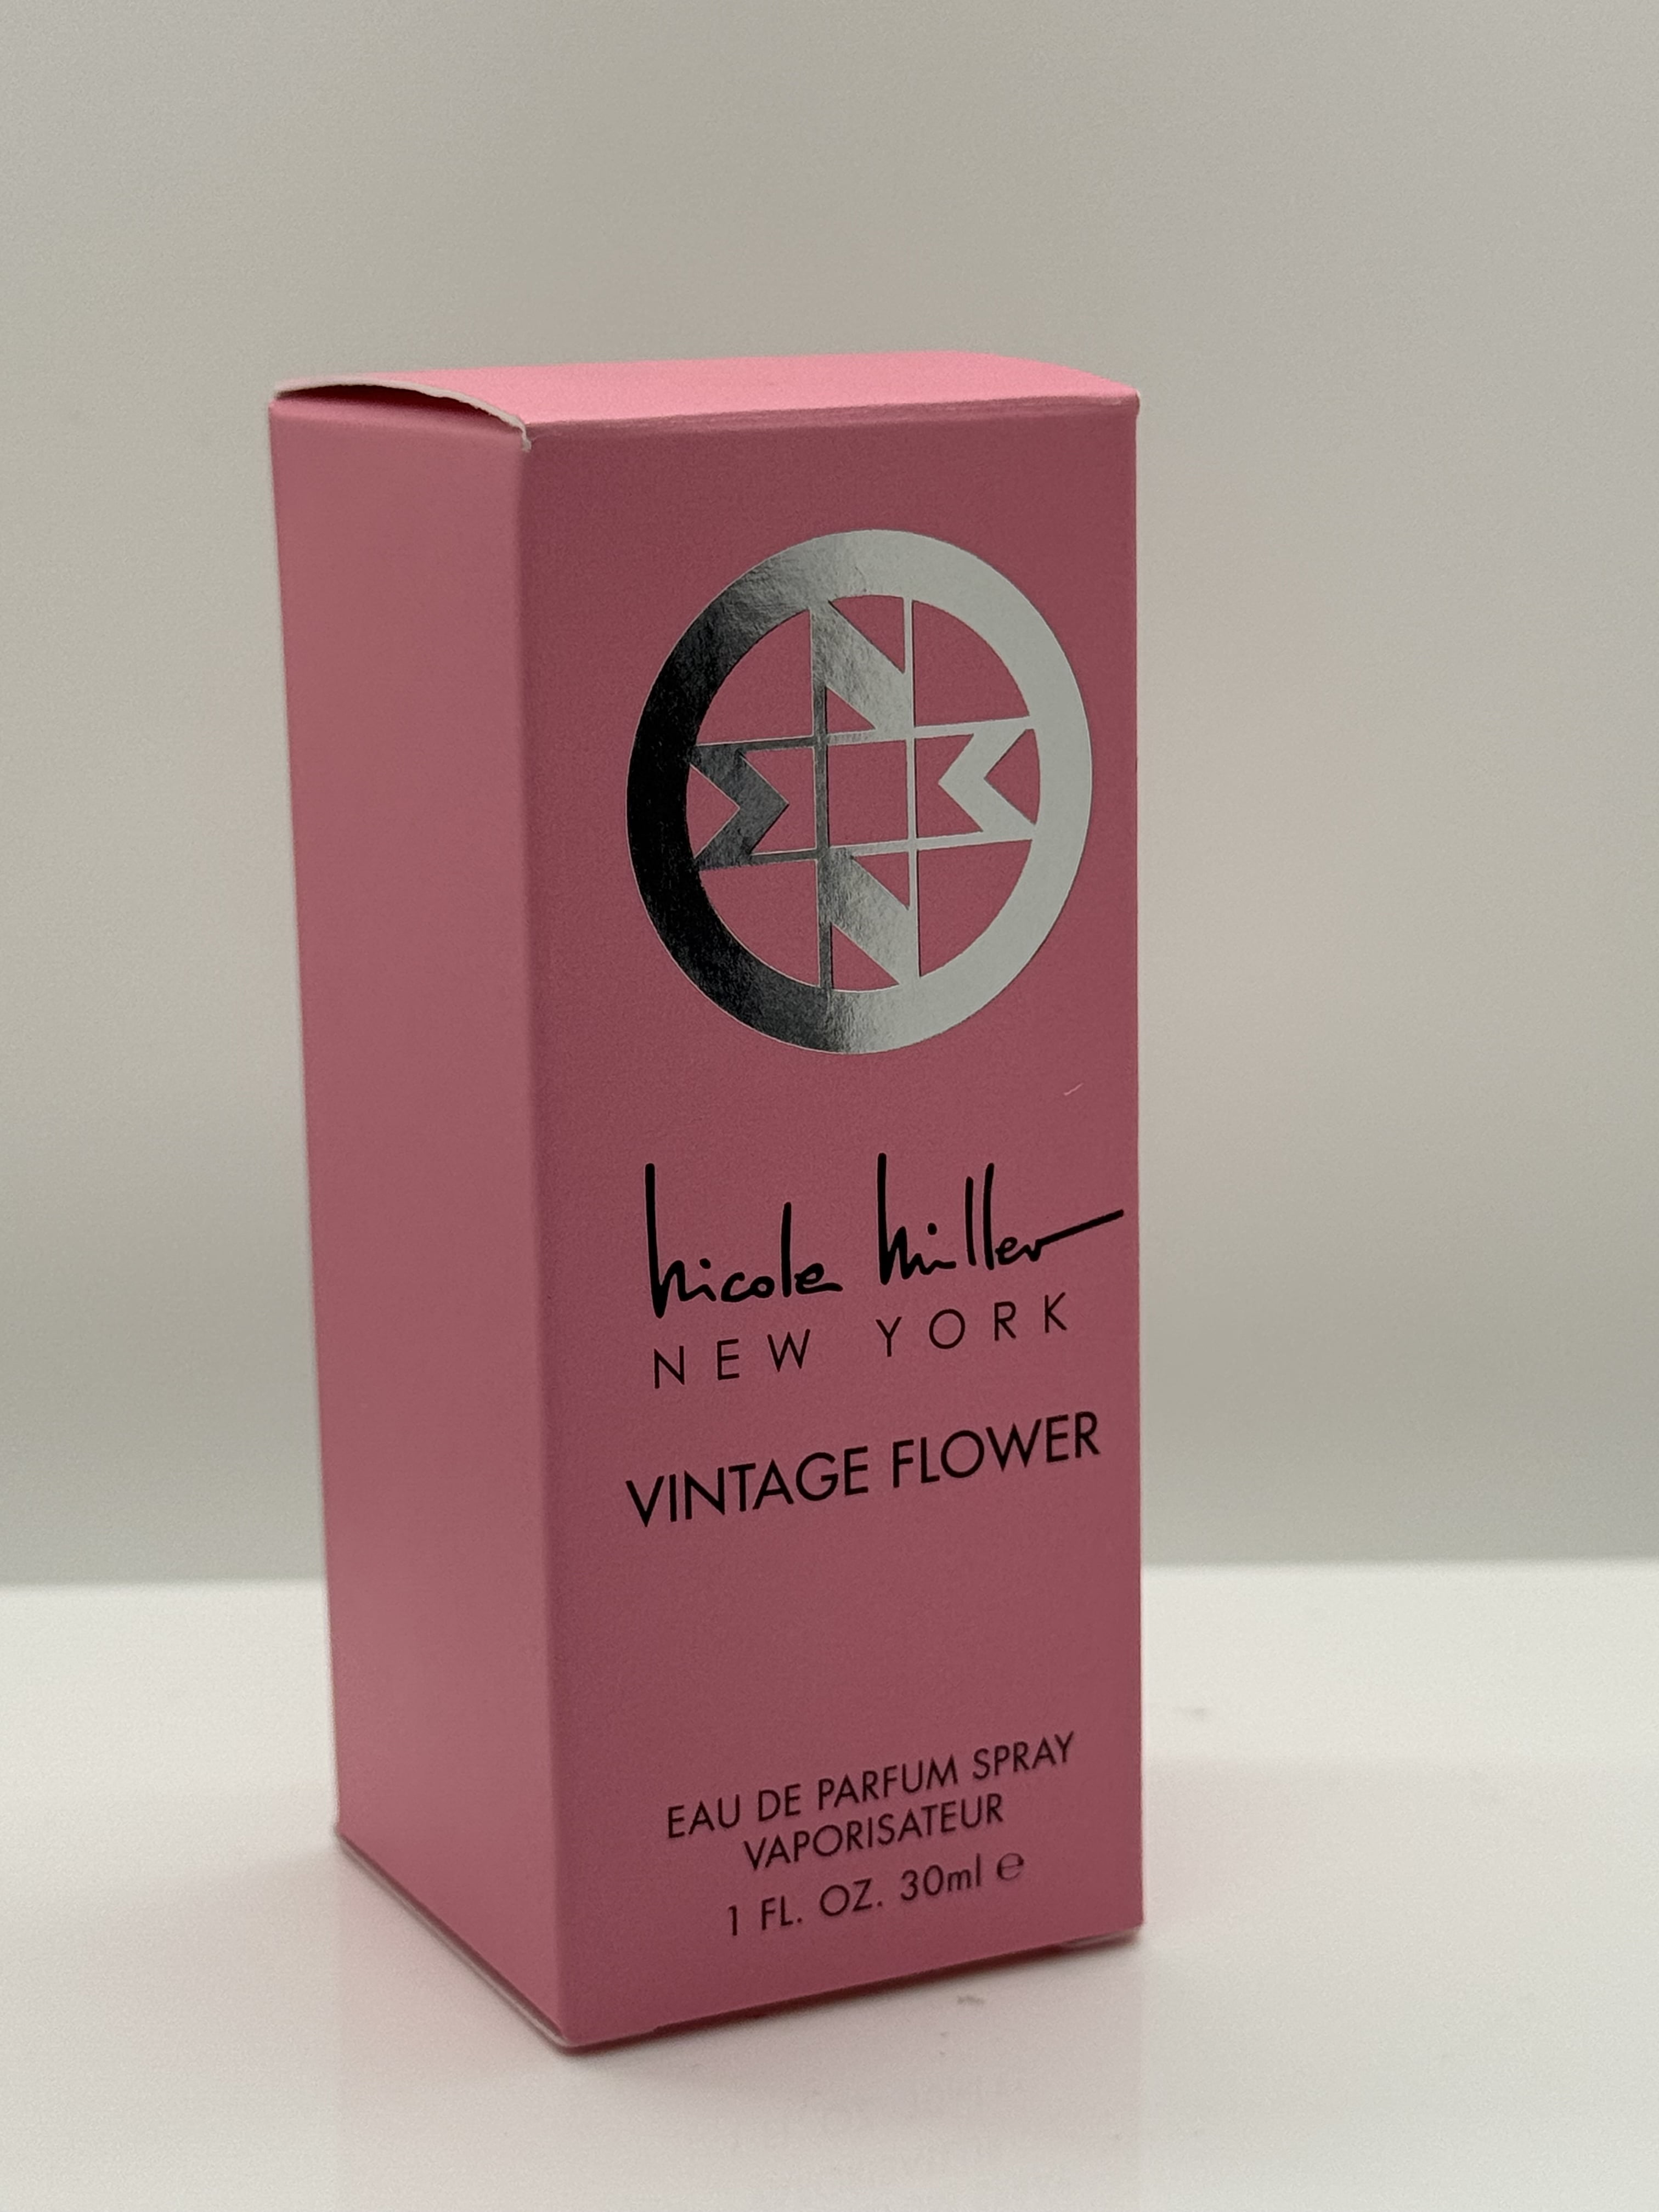 nicole miller
NEW YORK
VINTAGE FLOWER
EAU DE PARFUM SPRAY
VAPORISATEUR
1 FL. OZ. 30ml ℮